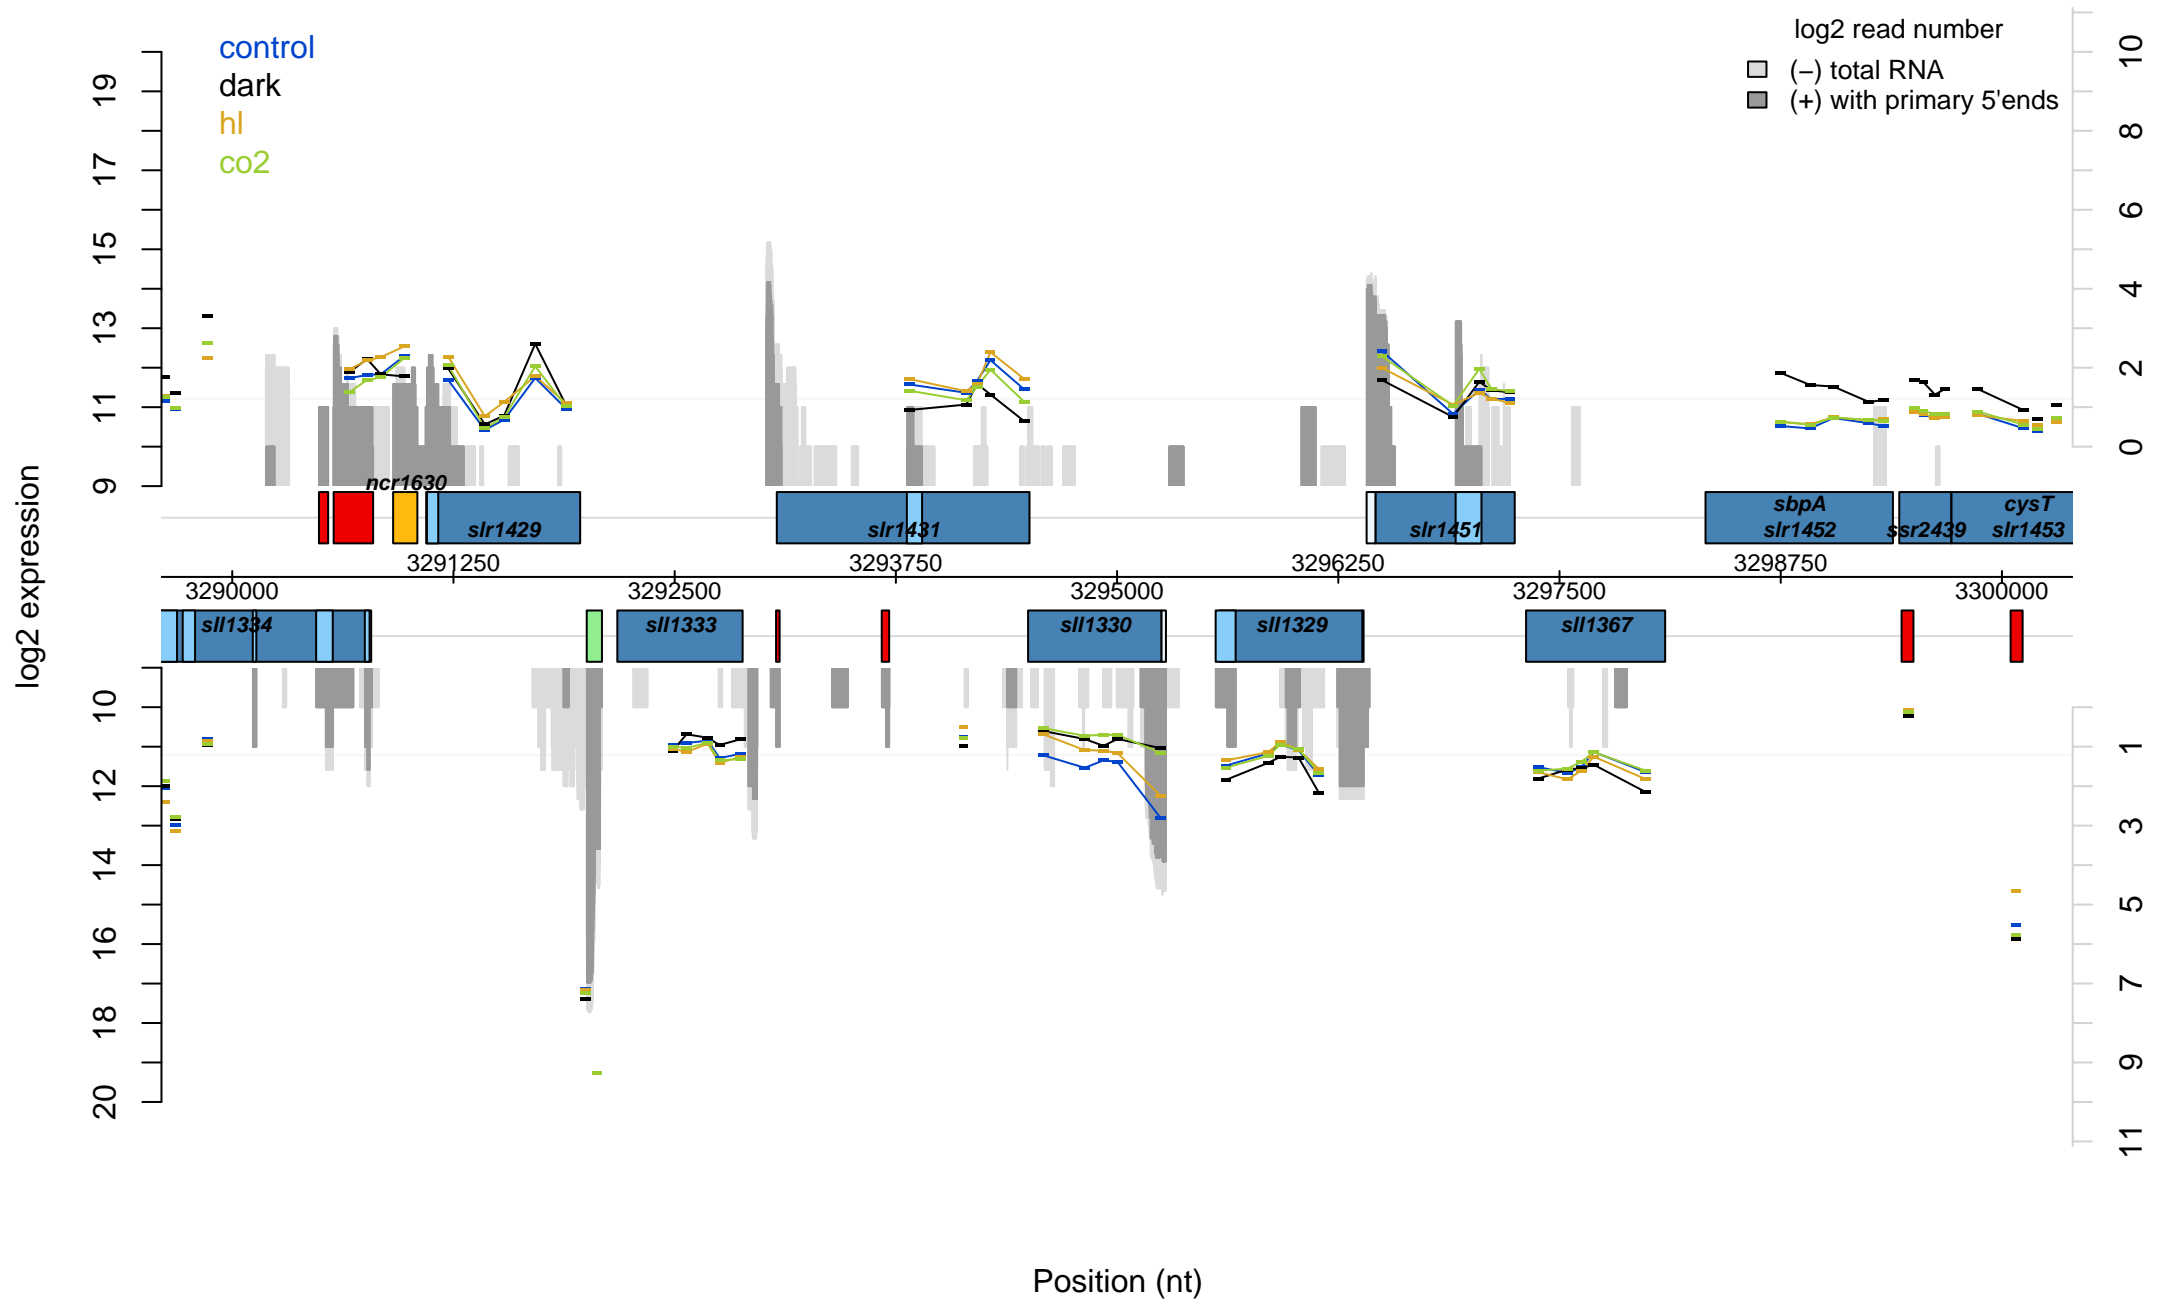 control
dark
hl
co2
log2 read number
(−) total RNA
(+) with primary 5'ends
19
17
15
13
11
9
10
8
6
4
2
0
log2 expression
ncr1630
slr1429
slr1431
slr1451
sbpA
slr1452
ssr2439
cysT
slr1453
3291250
3293750
3296250
3298750
3290000
3292500
3295000
3297500
3300000
sll1334
sll1333
sll1330
sll1329
sll1367
10
12
14
16
18
20
1
3
5
7
9
11
Position (nt)